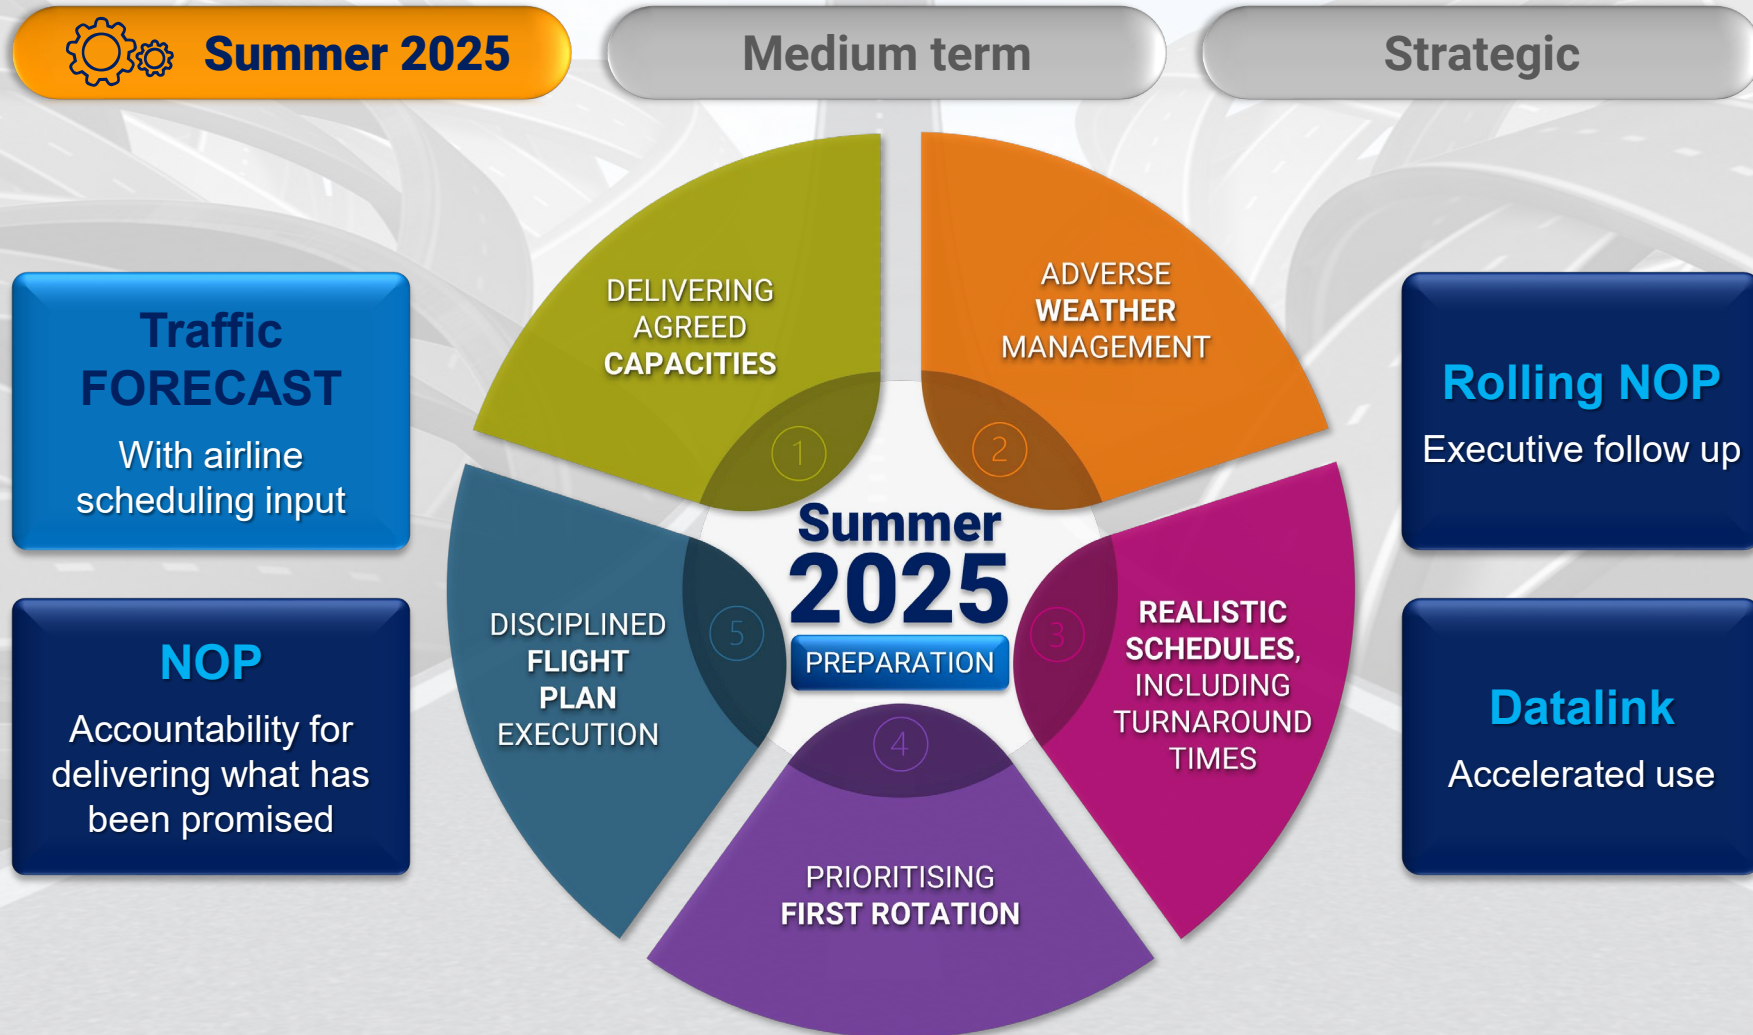 Summer 2025
Medium term
Strategic
Traffic
FORECAST
With airline
scheduling input
NOP
Accountability for
delivering what has
been promised
DELIVERING
AGREED
CAPACITIES
1
ADVERSE
WEATHER
MANAGEMENT
2
REALISTIC
SCHEDULES,
INCLUDING
TURNAROUND
TIMES
3
PRIORITISING
FIRST ROTATION
4
DISCIPLINED
FLIGHT
PLAN
EXECUTION
5
Summer
2025
PREPARATION
Rolling NOP
Executive follow up
Datalink
Accelerated use